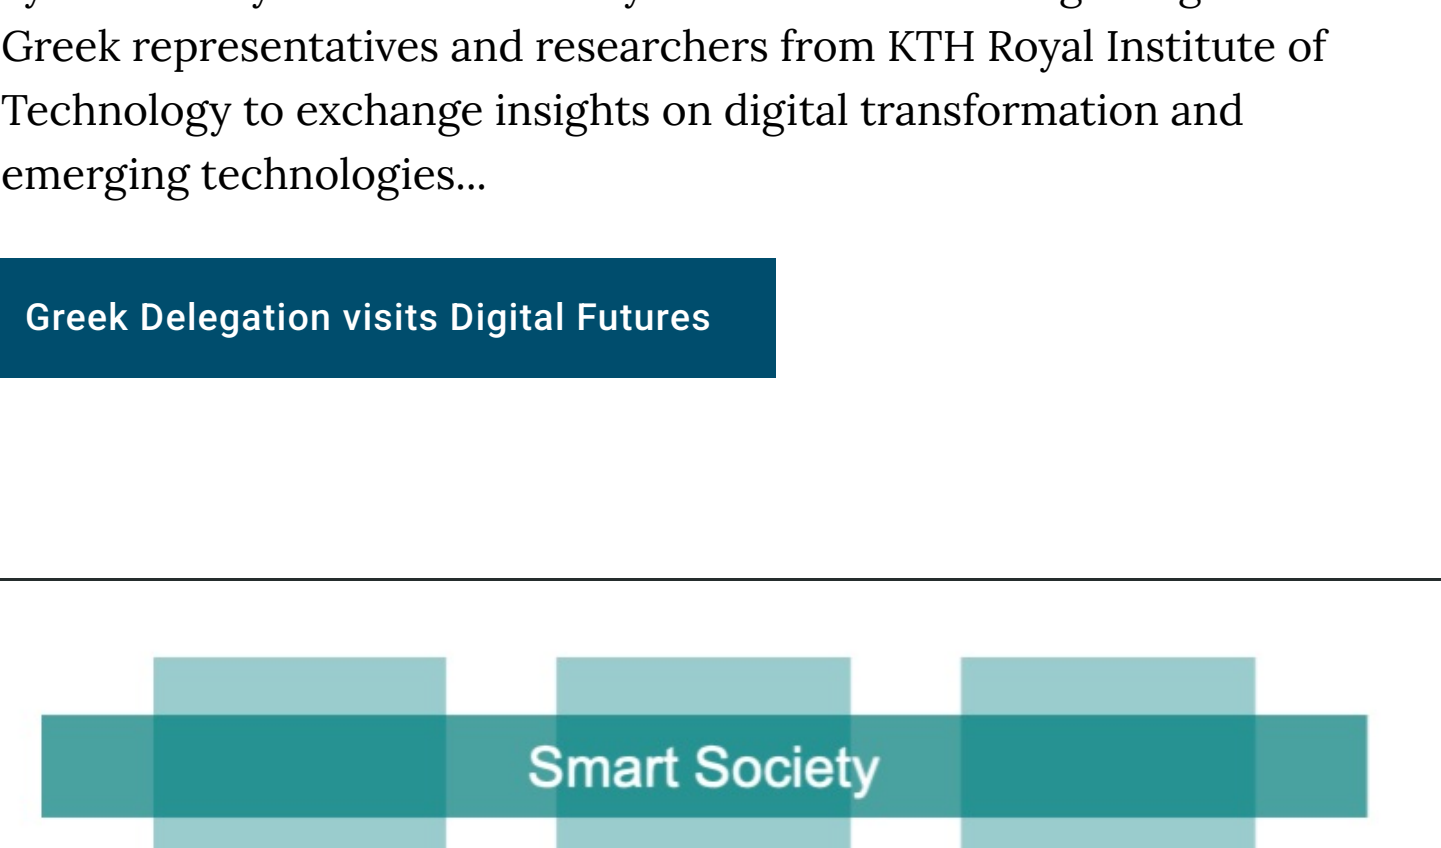 Greek representatives and researchers from KTH Royal Institute of
Technology to exchange insights on digital transformation and
emerging technologies...
Greek Delegation visits Digital Futures
Smart Society